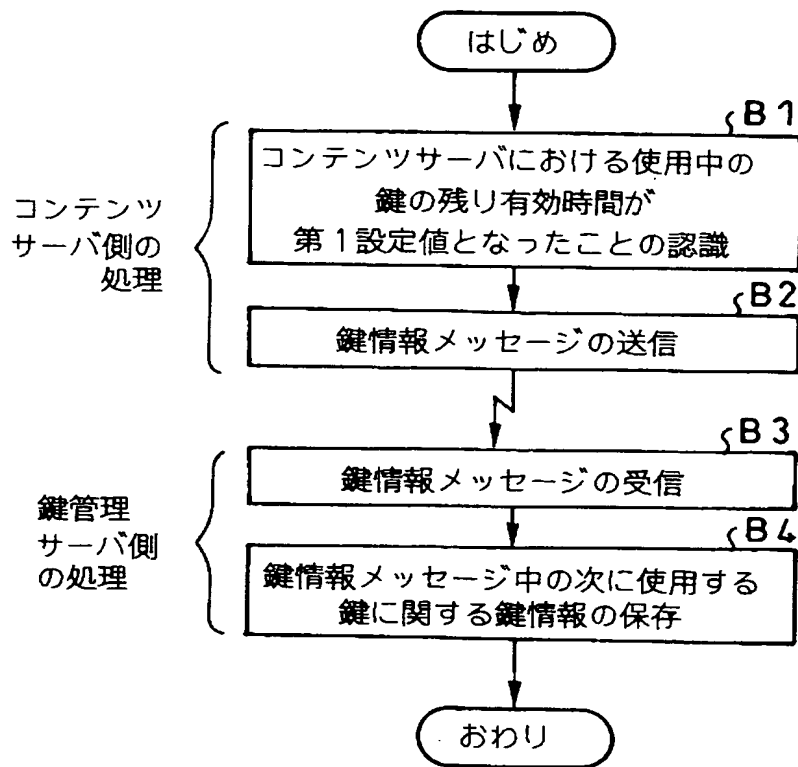 はじめ
B1
コンテンツサーバにおける使用中の
鍵の残り有効時間が
第1設定値となったことの認識
コンテンツ
サーバ側の
処理
B2
鍵情報メッセージの送信
B3
鍵情報メッセージの受信
鍵管理
サーバ側
の処理
B4
鍵情報メッセージ中の次に使用する
鍵に関する鍵情報の保存
おわり